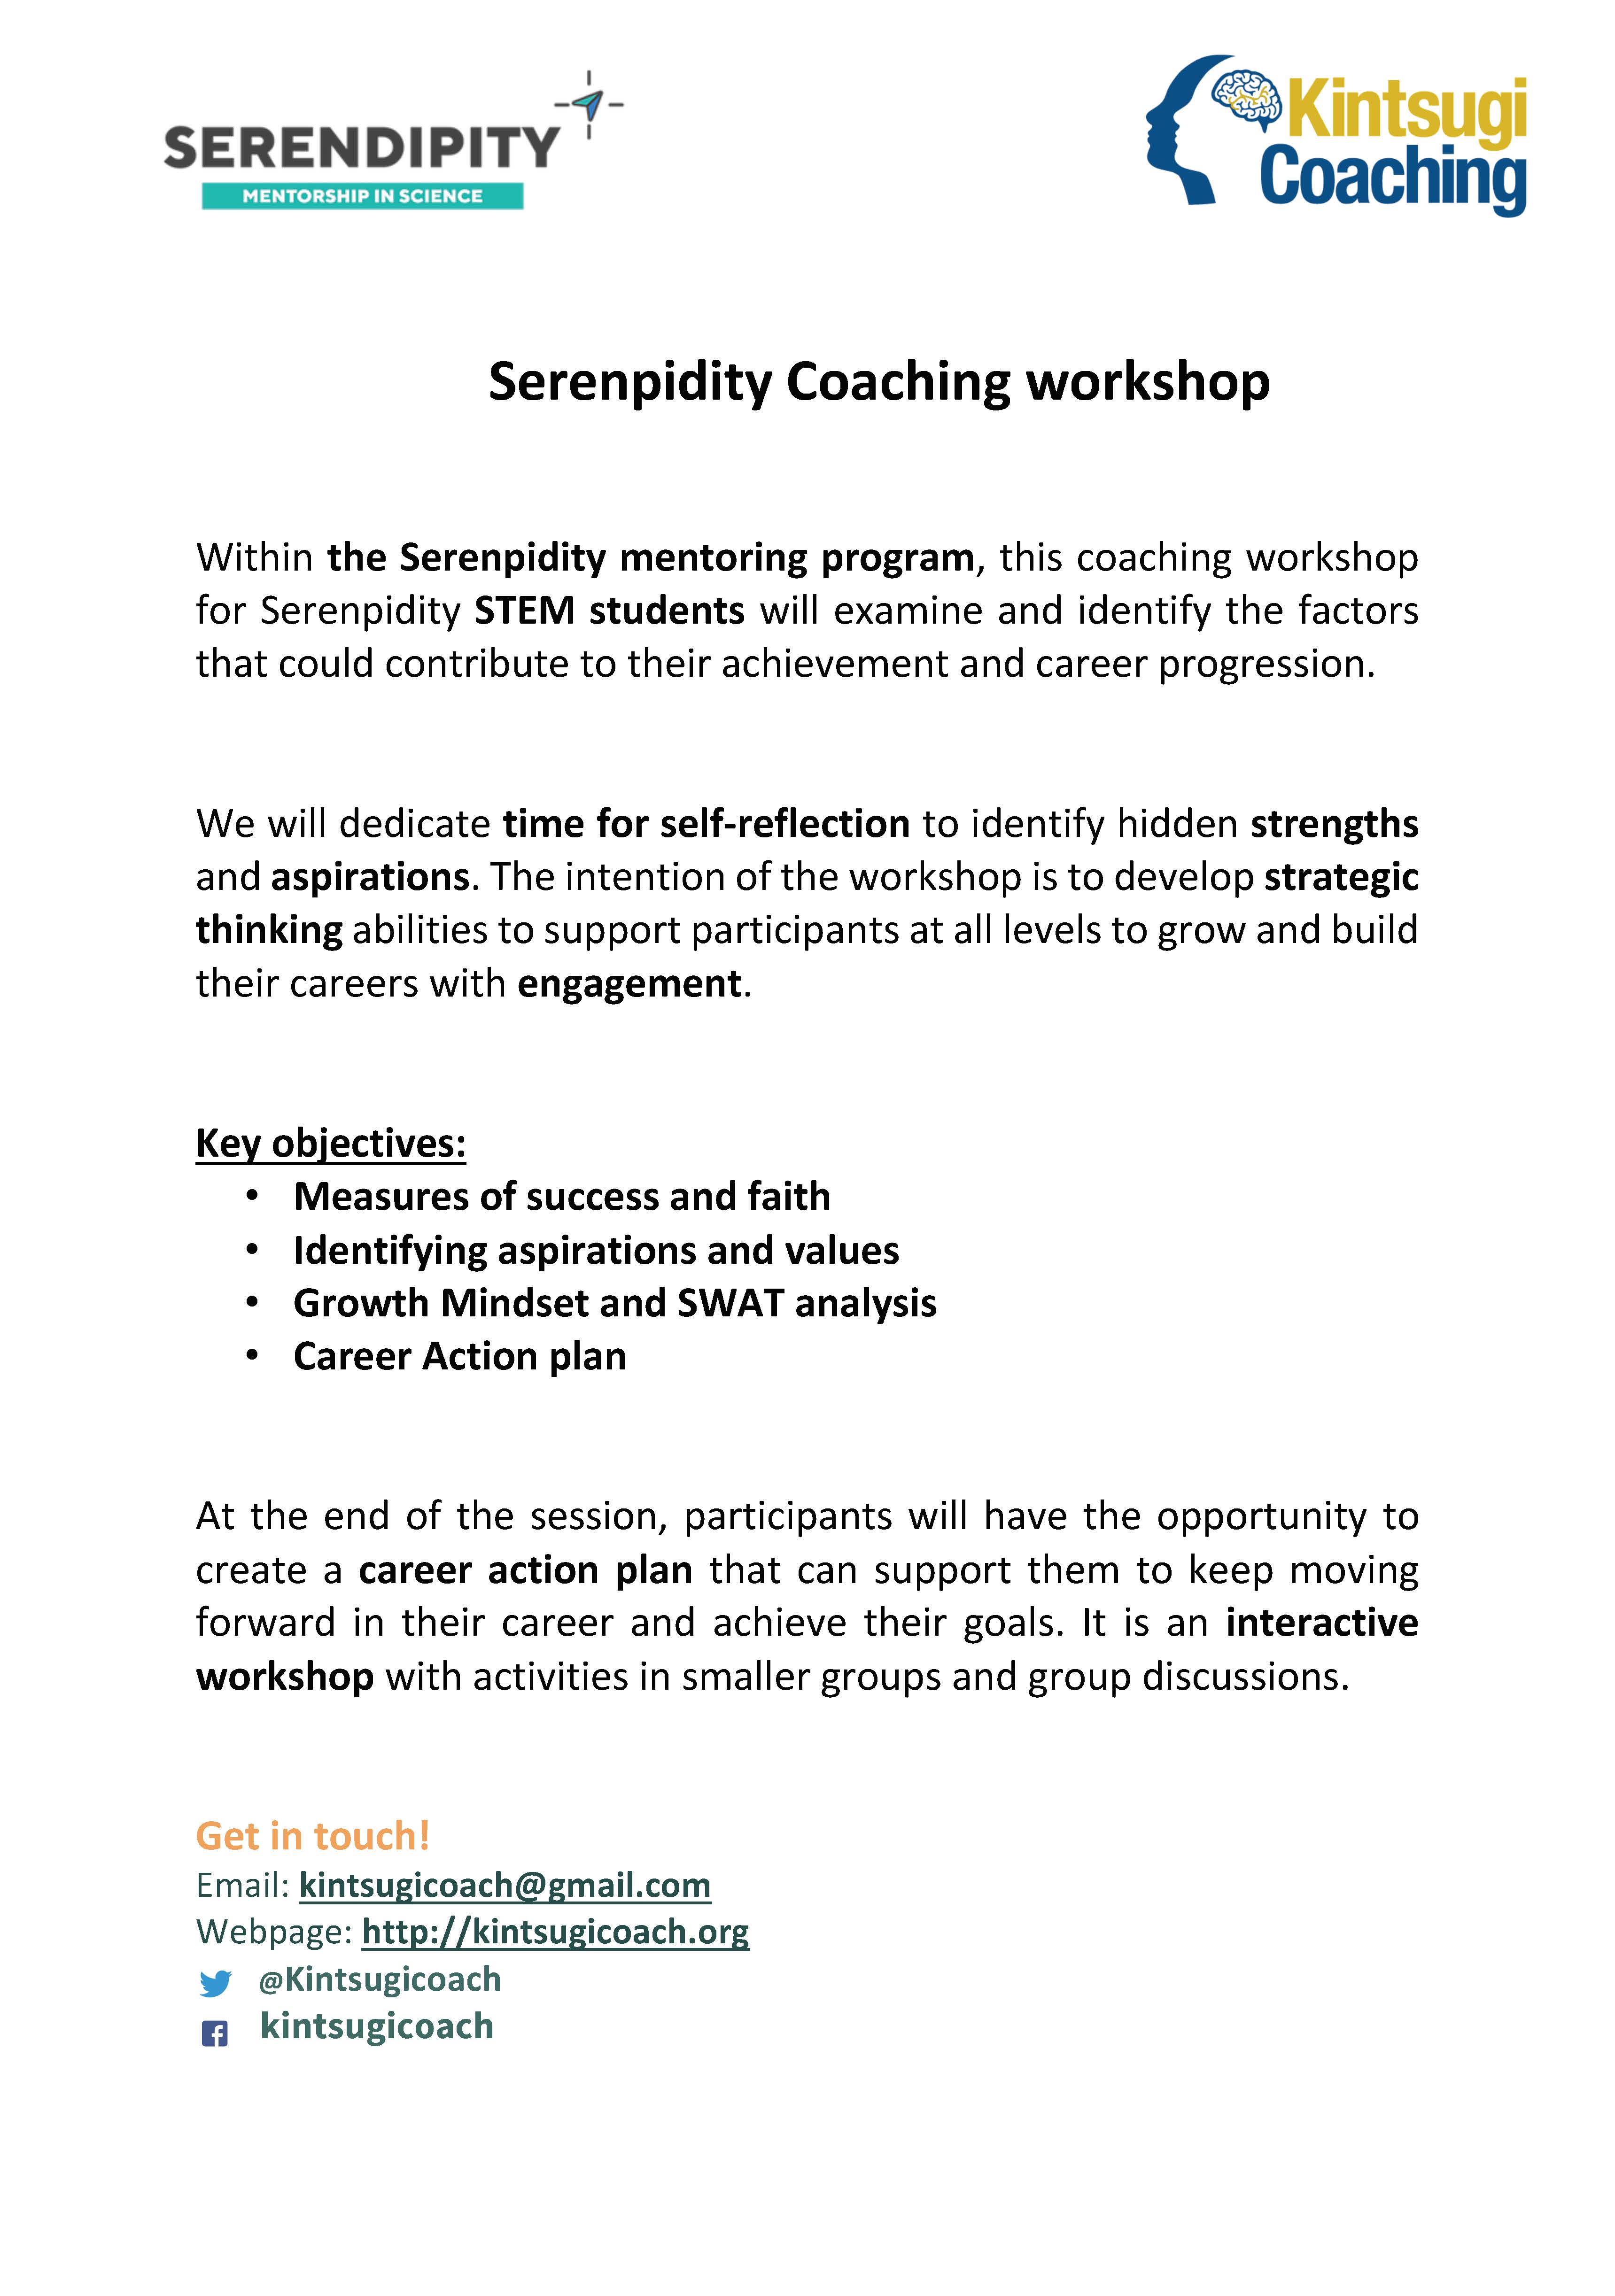 SERENDIPITY
MENTORSHIP IN SCIENCE
Kintsugi
Coaching
Serenpidity Coaching workshop
Within the Serenpidity mentoring program, this coaching workshop
for Serenpidity STEM students will examine and identify the factors
that could contribute to their achievement and career progression.
We will dedicate time for self-reflection to identify hidden strengths
and aspirations. The intention of the workshop is to develop strategic
thinking abilities to support participants at all levels to grow and build
their careers with engagement.
Key objectives:
• Measures of success and faith
• Identifying aspirations and values
• Growth Mindset and SWAT analysis
• Career Action plan
At the end of the session, participants will have the opportunity to
create a career action plan that can support them to keep moving
forward in their career and achieve their goals. It is an interactive
workshop with activities in smaller groups and group discussions.
Get in touch!
Email: kintsugicoach@gmail.com
Webpage: http://kintsugicoach.org
@Kintsugicoach
kintsugicoach